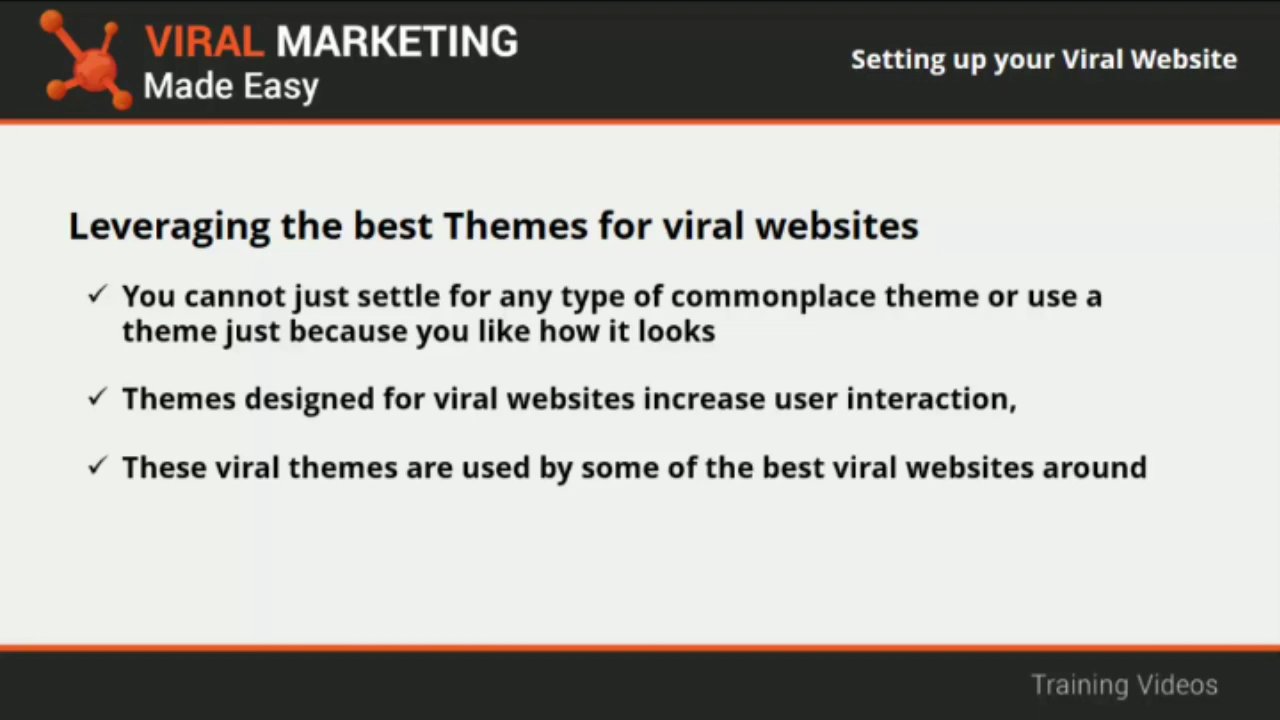 VIRAL MARKETING
Made Easy
Setting up your Viral Website
Leveraging the best Themes for viral websites
✓ You cannot just settle for any type of commonplace theme or use a
theme just because you like how it looks
✓ Themes designed for viral websites increase user interaction,
✓ These viral themes are used by some of the best viral websites around
Training Videos